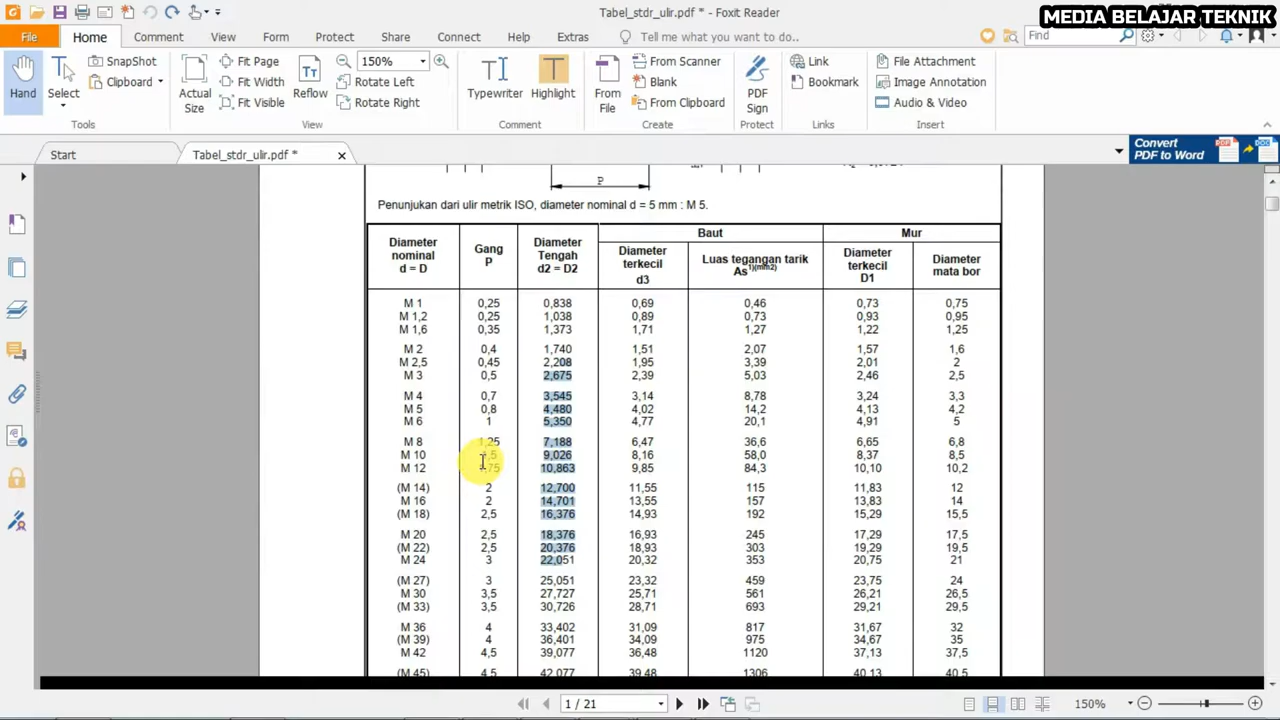 Tabel_stdr_ulir.pdf * - Foxit Reader
MEDIA BELAJAR TEKNIK
File Home Comment View Form Protect Share Connect Help Extras Tell me what you want to do.. Find
Hand
Select
SnapShot
Clipboard
Tools
Actual Size
Fit Page
Fit Width
Fit Visible
Reflow
150%
Rotate Left
Rotate Right
View
Typewriter
Highlight
Comment
From File
From Scanner
Blank
From Clipboard
Create
PDF Sign
Protect
Link
Bookmark
Links
File Attachment
Image Annotation
Audio & Video
Insert
Start
Tabel_stdr_ulir.pdf *
Convert
PDF to Word
P
Penunjukan dari ulir metrik ISO, diameter nominal d = 5 mm : M 5.
Diameter nominal d = D
Gang P
Diameter Tengah d2 = D2
Baut
Diameter terkecil d3
Luas tegangan tarik As1)(mm2)
Mur
Diameter terkecil D1
Diameter mata bor
M 1 0,25 0,838 0,69 0,46 0,73 0,75
M 1,2 0,25 1,038 0,89 0,73 0,93 0,95
M 1,6 0,35 1,373 1,71 1,27 1,22 1,25
M 2 0,4 1,740 1,51 2,07 1,57 1,6
M 2,5 0,45 2,208 1,95 3,39 2,01 2
M 3 0,5 2,675 2,39 5,03 2,46 2,5
M 4 0,7 3,545 3,14 8,78 3,24 3,3
M 5 0,8 4,480 4,02 14,2 4,13 4,2
M 6 1 5,350 4,77 20,1 4,91 5
M 8 1,25 7,188 6,47 36,6 6,65 6,8
M 10 9,026 8,16 58,0 8,37 8,5
M 12 10,863 9,85 84,3 10,10 10,2
(M 14) 2 12,700 11,55 115 11,83 12
M 16 2 14,701 13,55 157 13,83 14
(M 18) 2,5 16,376 14,93 192 15,29 15,5
M 20 2,5 18,376 16,93 245 17,29 17,5
(M 22) 2,5 20,376 18,93 303 19,29 19,5
M 24 3 22,051 20,32 353 20,75 21
(M 27) 3 25,051 23,32 459 23,75 24
M 30 3,5 27,727 25,71 561 26,21 26,5
(M 33) 3,5 30,726 28,71 693 29,21 29,5
M 36 4 33,402 31,09 817 31,67 32
(M 39) 4 36,401 34,09 975 34,67 35
M 42 4,5 39,077 36,48 1120 37,13 37,5
(M 45) 4,5 42,077 39,48 1306 40,13 40,5
1 / 21
150%